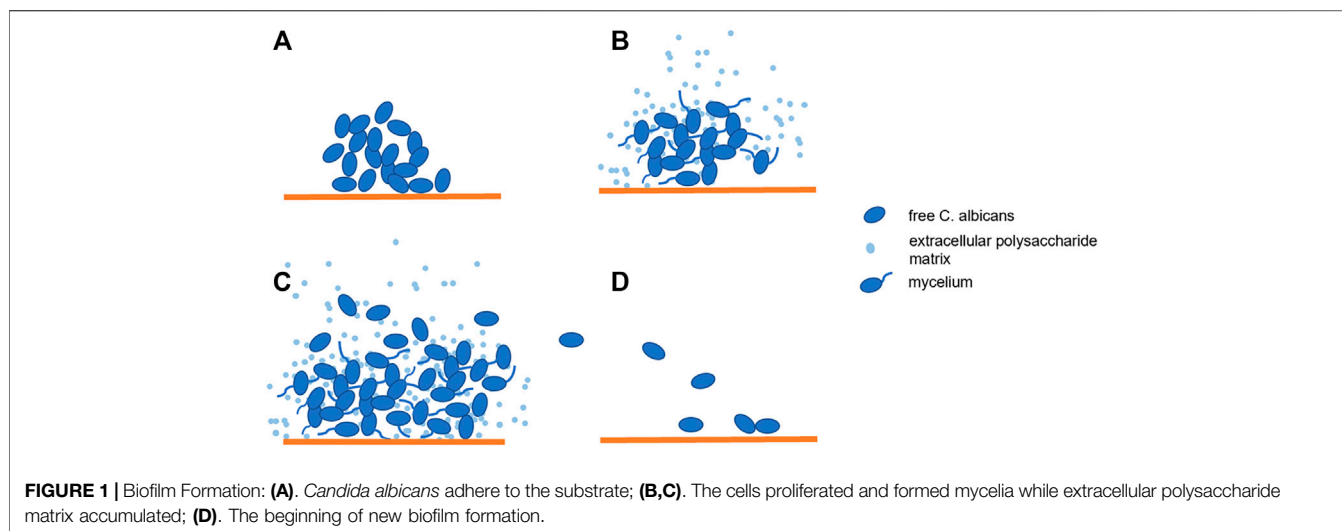 A
B
free C. albicans
extracellular polysaccharide
matrix
mycelium
C
D
FIGURE 1 | Biofilm Formation: (A). Candida albicans adhere to the substrate; (B,C). The cells proliferated and formed mycelia while extracellular polysaccharide
matrix accumulated; (D). The beginning of new biofilm formation.